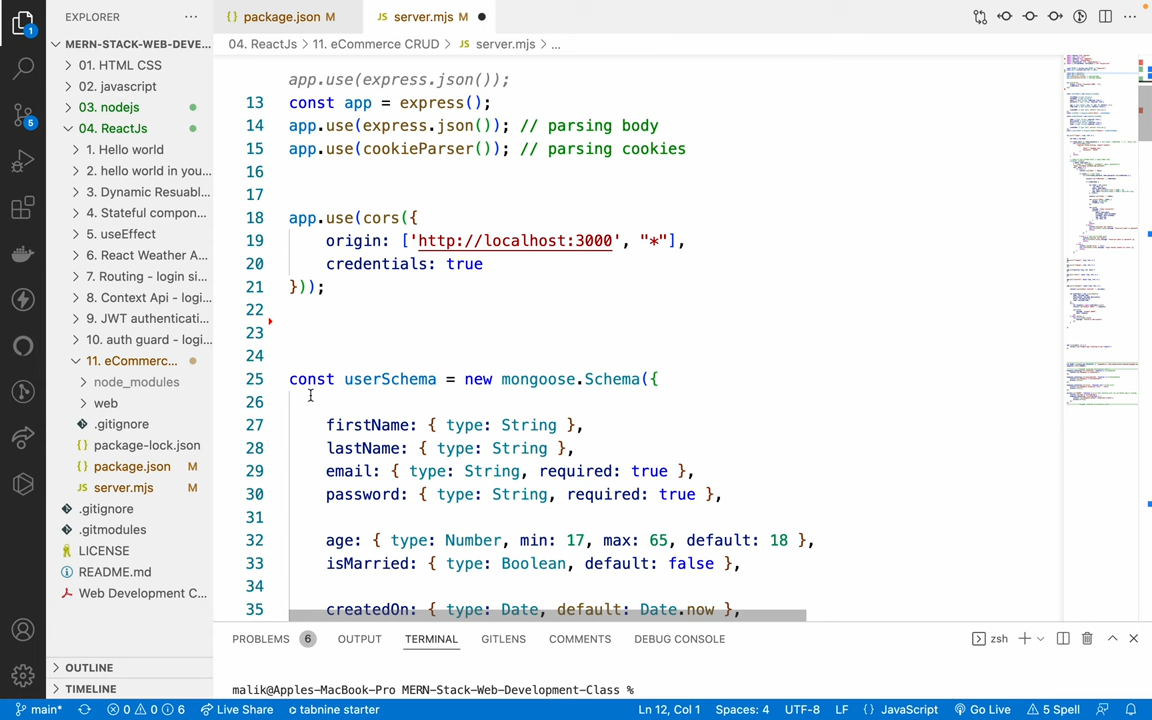 EXPLORER
MERN-STACK-WEB-DEVE...
01. HTML CSS
02. javascript
03. nodejs
04. ReactJs
1. Hello world
2. hello world in you...
3. Dynamic Resuabl...
4. Stateful compon...
5. useEffect
6. React Weather A...
7. Routing - login si...
8. Context Api - logi...
9. JWT authenticati...
10. auth guard - logi...
11. eCommerc...
node_modules
web
.gitignore
package-lock.json
package.json M
server.mjs M
.gitignore
.gitmodules
LICENSE
README.md
Web Development C...
OUTLINE
TIMELINE
1
5
package.json M
JS server.mjs M
04. ReactJs > 11. eCommerce CRUD > JS server.mjs > ...
app.use(express.json());
13 const app = express();
14 app.use(express.json()); // parsing body
15 app.use(cookieParser()); // parsing cookies
16
17
18 app.use(cors({
19 origin: ['http://localhost:3000', "*"],
20 credentials: true
21 }));
22
23
24
25 const userSchema = new mongoose.Schema({
26
27 firstName: { type: String },
28 lastName: { type: String },
29 email: { type: String, required: true },
30 password: { type: String, required: true },
31
32 age: { type: Number, min: 17, max: 65, default: 18 },
33 isMarried: { type: Boolean, default: false },
34
35 createdOn: { type: Date, default: Date.now },
PROBLEMS 6 OUTPUT TERMINAL GITLENS COMMENTS DEBUG CONSOLE
zsh
malik@Apples-MacBook-Pro MERN-Stack-Web-Development-Class %
main* 0 0 6 Live Share tabnine starter
Ln 12, Col 1 Spaces: 4 UTF-8 LF {} JavaScript Go Live 5 Spell